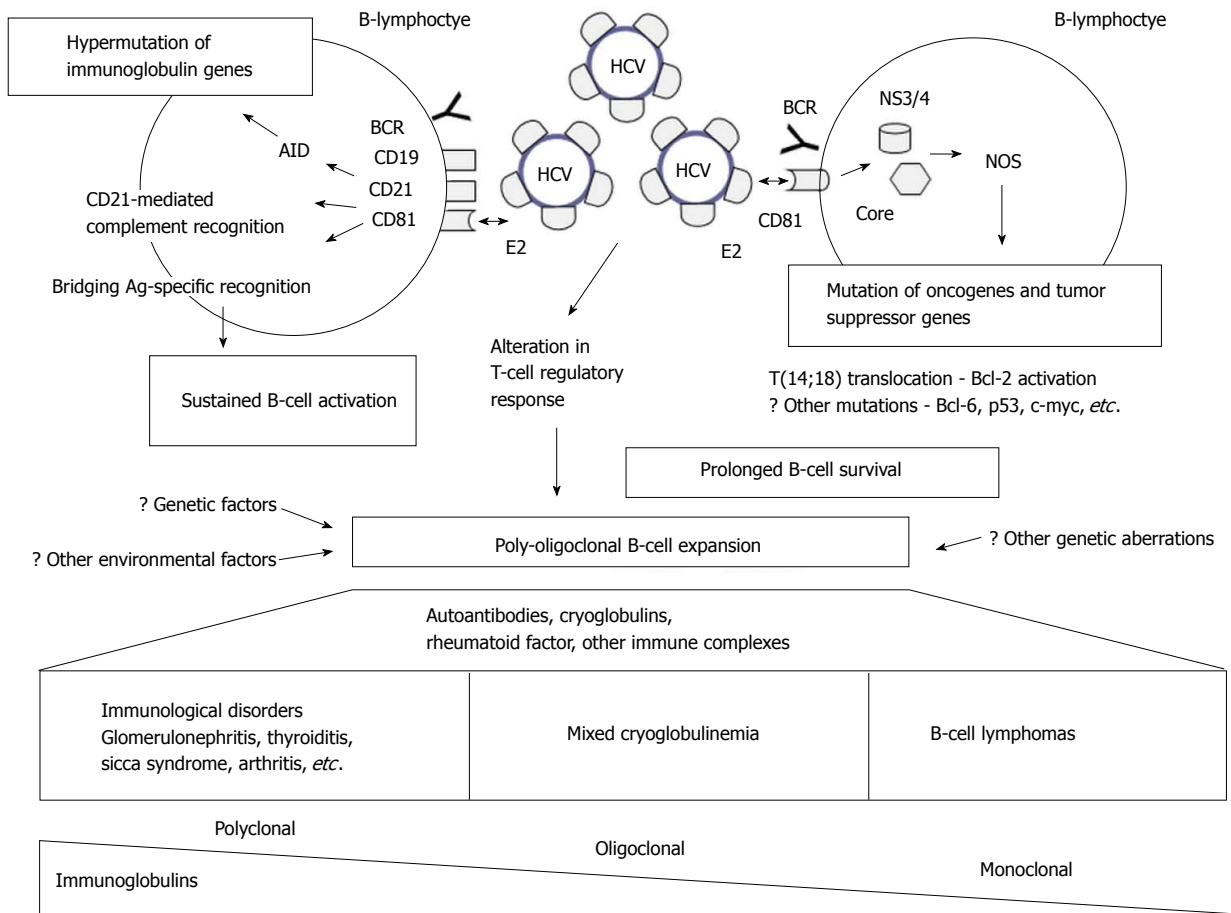 B-lymphoctye
Hypermutation of
immunoglobulin genes
BCR
AID
CD19
CD21
CD81
CD21-mediated
complement recognition
Bridging Ag-specific recognition
Sustained B-cell activation
HCV
HCV
HCV
E2
E2
Alteration in
T-cell regulatory
response
B-lymphoctye
BCR
CD81
NS3/4
NOS
Core
Mutation of oncogenes and tumor
suppressor genes
T(14;18) translocation - Bcl-2 activation
? Other mutations - Bcl-6, p53, c-myc, etc.
Prolonged B-cell survival
? Genetic factors
? Other environmental factors
Poly-oligoclonal B-cell expansion
? Other genetic aberrations
Autoantibodies, cryoglobulins,
rheumatoid factor, other immune complexes
Immunological disorders
Glomerulonephritis, thyroiditis,
sicca syndrome, arthritis, etc.
Mixed cryoglobulinemia
B-cell lymphomas
Polyclonal
Oligoclonal
Monoclonal
Immunoglobulins